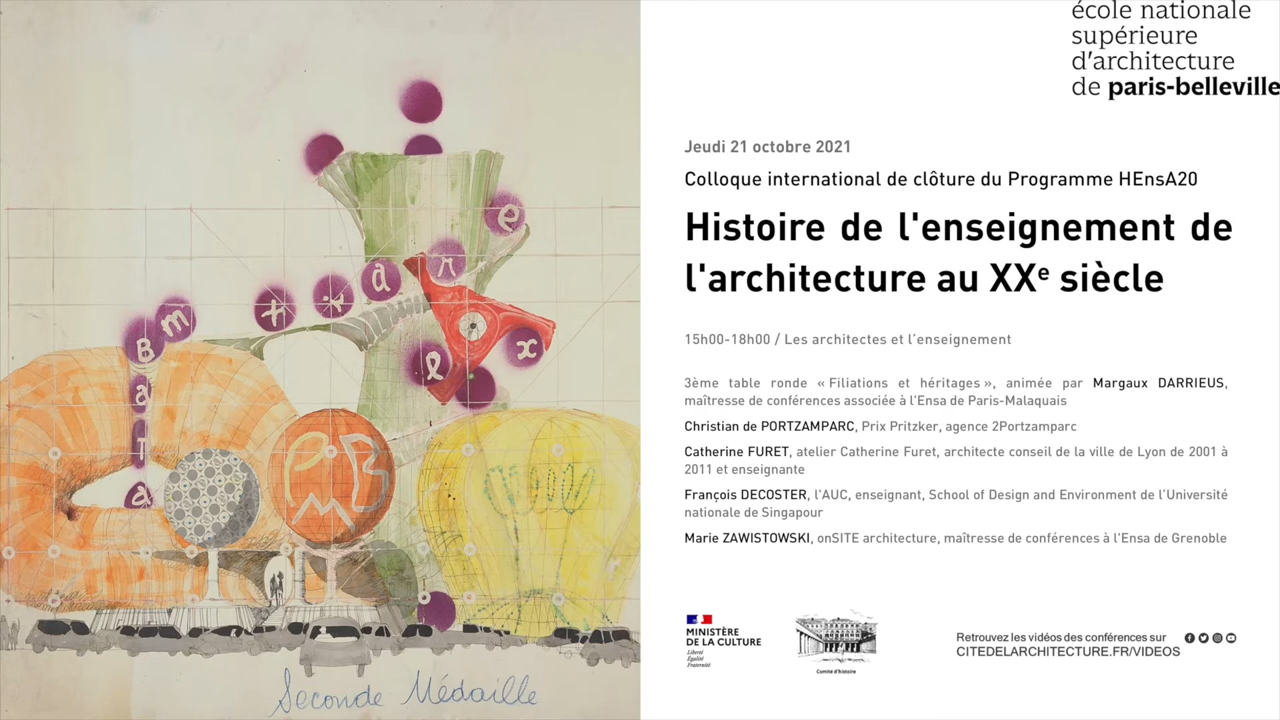 école nationale
supérieure
d'architecture
de paris-belleville
Jeudi 21 octobre 2021
Colloque international de clôture du Programme HEnsA20
Histoire de l'enseignement de
l'architecture au XXe siècle
15h00-18h00 / Les architectes et l'enseignement
3ème table ronde « Filiations et héritages », animée par Margaux DARRIEUS,
maîtresse de conférences associée à l'Ensa de Paris-Malaquais
Christian de PORTZAMPARC, Prix Pritzker, agence 2Portzamparc
Catherine FURET, atelier Catherine Furet, architecte conseil de la ville de Lyon de 2001 à
2011 et enseignante
François DECOSTER, l'AUC, enseignant, School of Design and Environment de l'Université
nationale de Singapour
Marie ZAWISTOWSKI, onSITE architecture, maîtresse de conférences à l'Ensa de Grenoble
MINISTÈRE
DE LA CULTURE
Liberté
Égalité
Fraternité
Comité d'histoire
Retrouvez les vidéos des conférences sur
CITEDELARCHITECTURE.FR/VIDEOS
Seconde Médaille